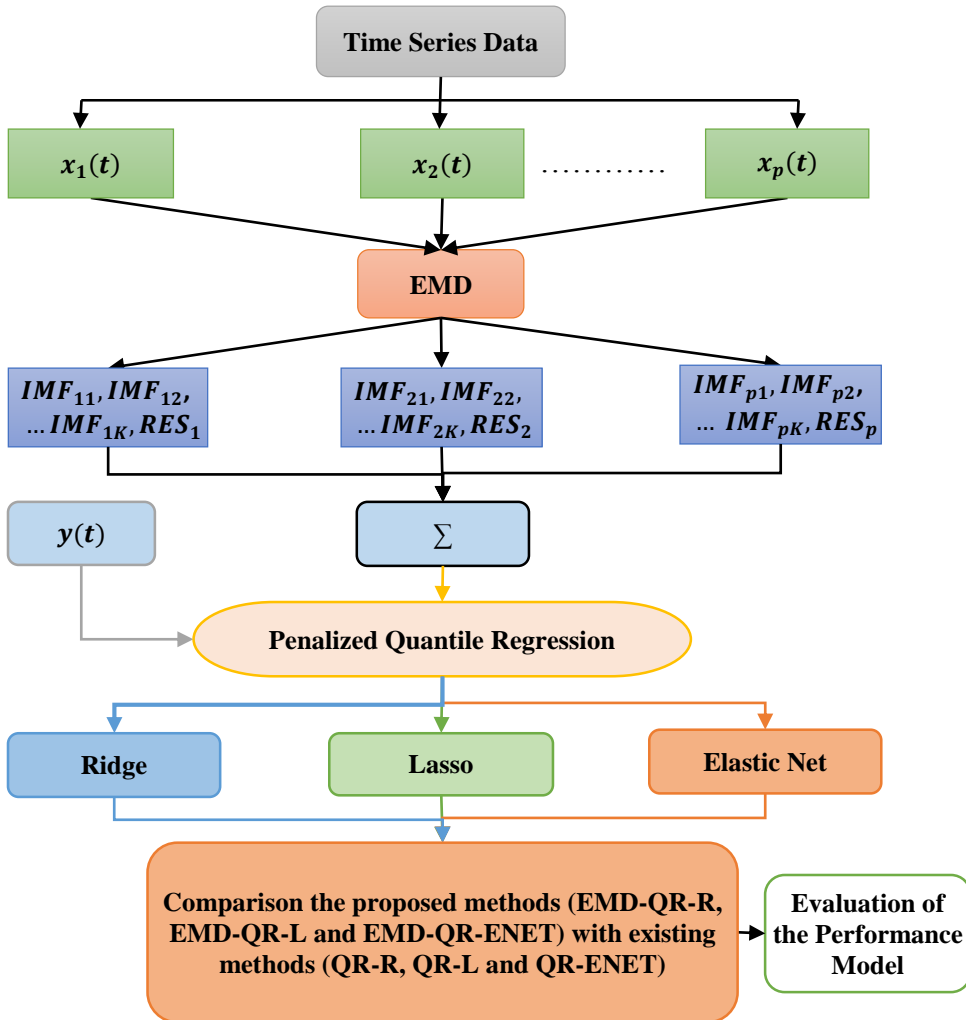 Time Series Data
x₁(t)
x₂(t)
............
xₚ(t)
EMD
IMF₁₁, IMF₁₂,
... IMF₁K, RES₁
IMF₂₁, IMF₂₂,
... IMF₂K, RES₂
IMFₚ₁, IMFₚ₂,
... IMFₚK, RESₚ
y(t)
∑
Penalized Quantile Regression
Ridge
Lasso
Elastic Net
Comparison the proposed methods (EMD-QR-R,
EMD-QR-L and EMD-QR-ENET) with existing
methods (QR-R, QR-L and QR-ENET)
Evaluation of
the Performance
Model